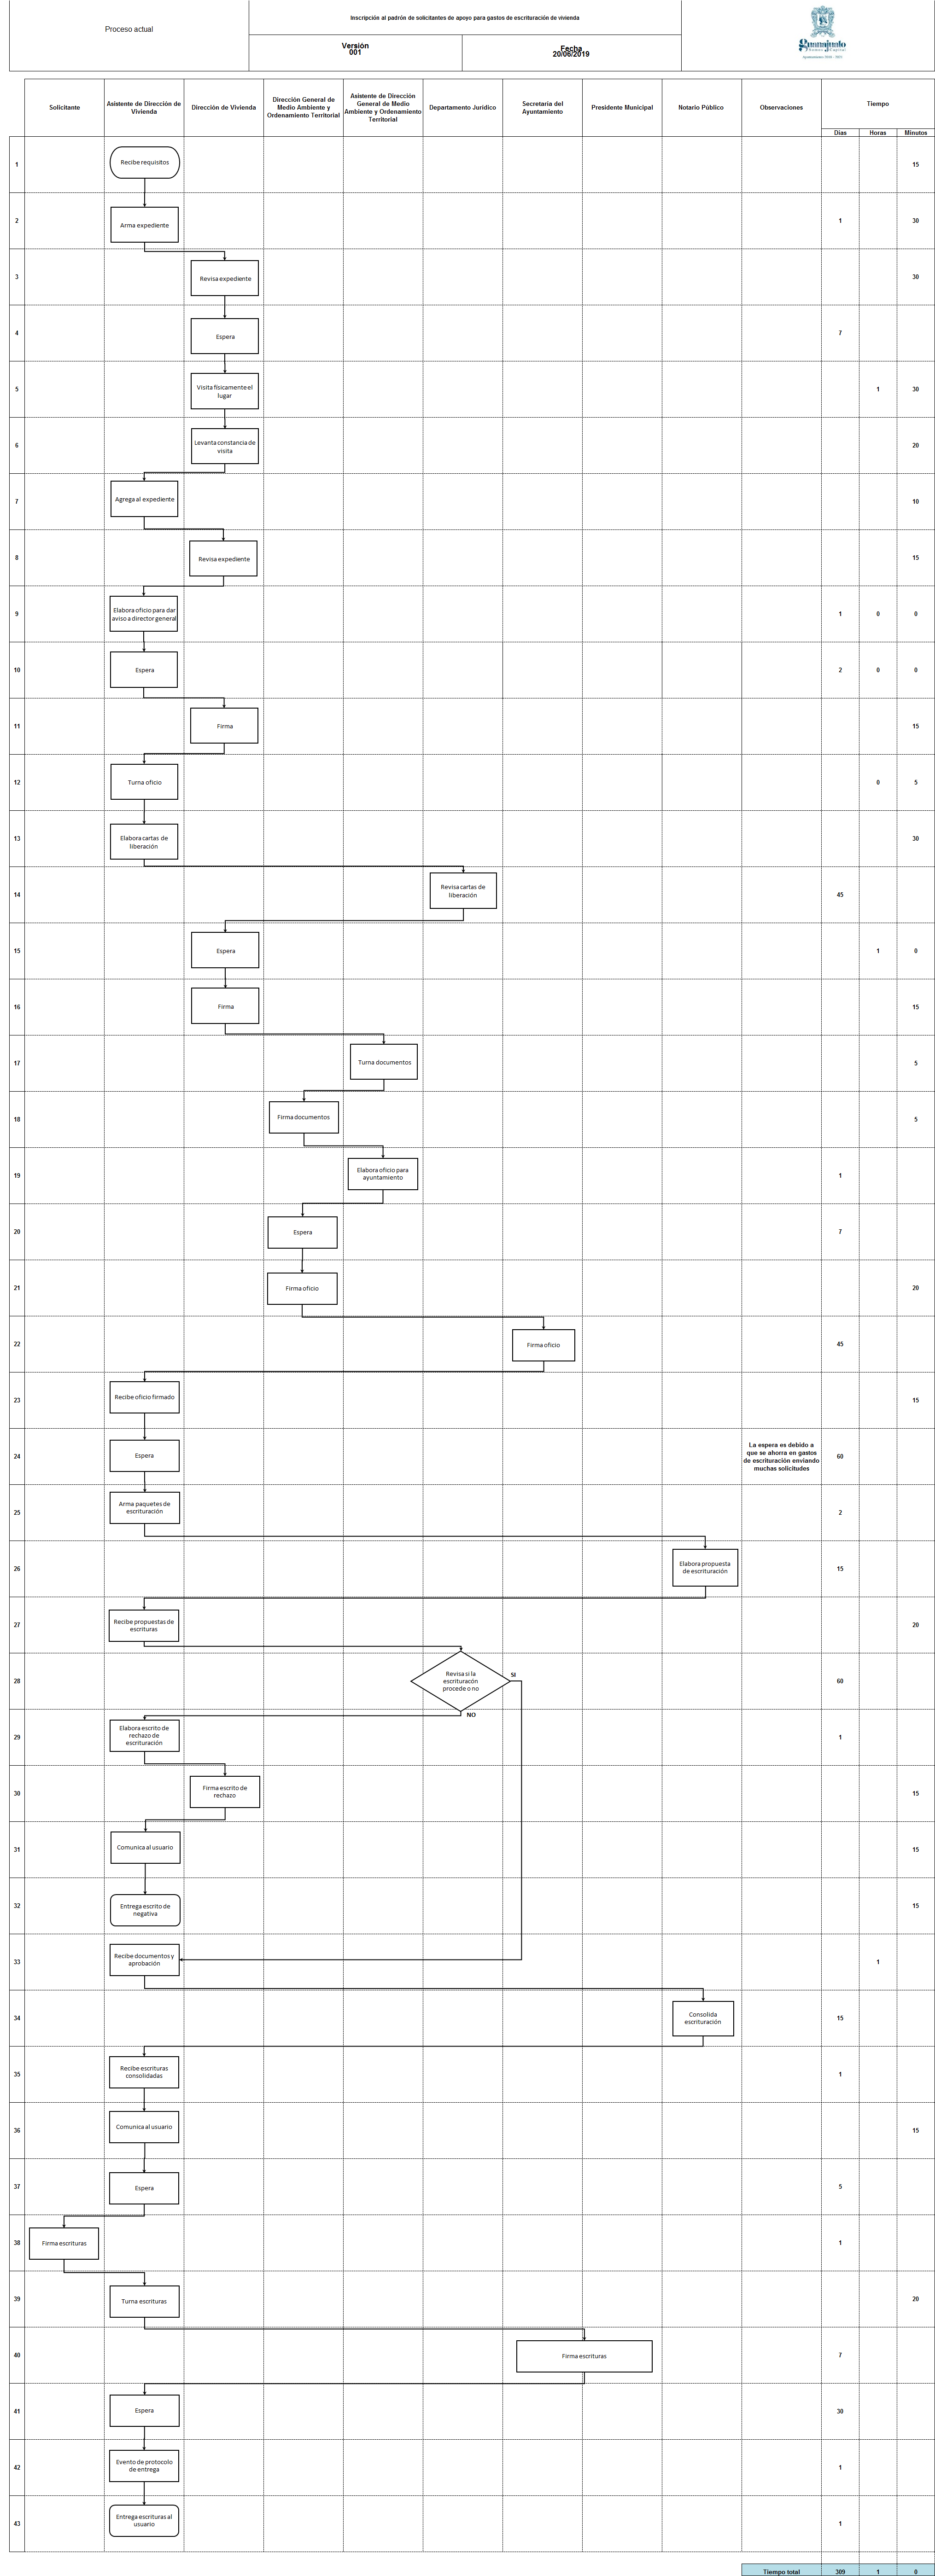 Proceso actual
Inscripción al padrón de solicitantes de apoyo para gastos de escrituración de vivienda
Versión
001
Fecha
20/06/2019
Guanajuato
Solicitante
Asistente de Dirección de
Vivienda
Dirección de Vivienda
Dirección General de
Medio Ambiente y
Ordenamiento Territorial
Asistente de Dirección
General de Medio
Ambiente y Ordenamiento
Territorial
Departamento Jurídico
Secretaría del
Ayuntamiento
Presidente Municipal
Notario Público
Observaciones
Tiempo
Días
Horas
Minutos
1
Recibe requisitos
15
2
Arma expediente
1
30
3
Revisa expediente
30
4
Espera
7
5
Visita físicamente el
lugar
1
30
6
Levanta constancia de
visita
20
7
Agrega al expediente
10
8
Revisa expediente
15
9
Elabora oficio para dar
aviso a director general
1
0
0
10
Espera
2
0
0
11
Firma
15
12
Turna oficio
0
5
13
Elabora cartas de
liberación
30
14
Revisa cartas de
liberación
45
15
Espera
1
0
16
Firma
15
17
Turna documentos
5
18
Firma documentos
5
19
Elabora oficio para
ayuntamiento
1
20
Espera
7
21
Firma oficio
20
22
Firma oficio
45
23
Recibe oficio firmado
15
24
Espera
La espera es debido a
que se ahorra en gastos
de escrituración enviando
muchas solicitudes
60
25
Arma paquetes de
escrituración
2
26
Elabora propuesta
de escrituración
15
27
Recibe propuestas de
escrituras
20
28
Revisa si la
escrituracón
procede o no
SI
NO
60
29
Elabora escrito de
rechazo de
escrituración
1
30
Firma escrito de
rechazo
15
31
Comunica al usuario
15
32
Entrega escrito de
negativa
15
33
Recibe documentos y
aprobación
1
34
Consolida
escrituración
15
35
Recibe escrituras
consolidadas
1
36
Comunica al usuario
15
37
Espera
5
38
Firma escrituras
1
39
Turna escrituras
20
40
Firma escrituras
7
41
Espera
30
42
Evento de protocolo
de entrega
1
43
Entrega escrituras al
usuario
1
Tiempo total
309
1
0